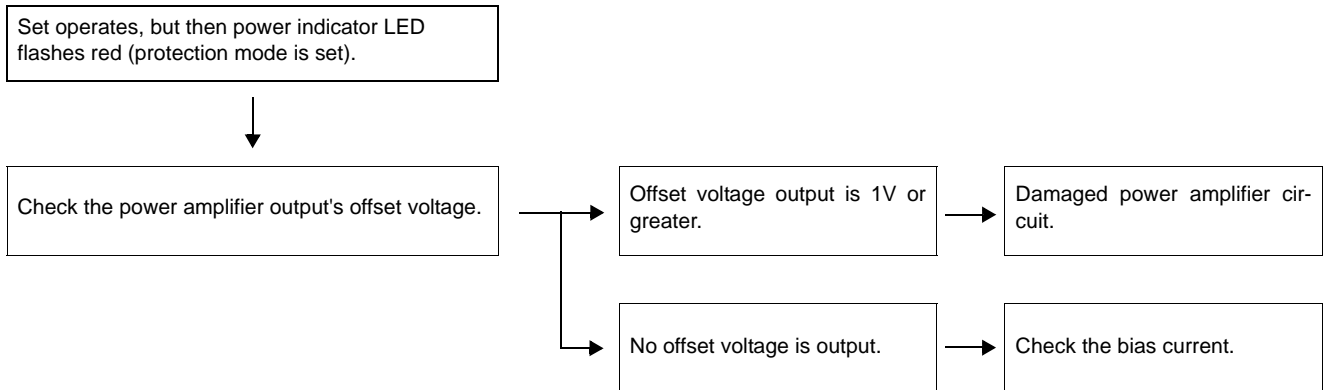 Set operates, but then power indicator LED
flashes red (protection mode is set).
Check the power amplifier output's offset voltage.
Offset voltage output is 1V or
greater.
Damaged power amplifier cir-
cuit.
No offset voltage is output.
Check the bias current.